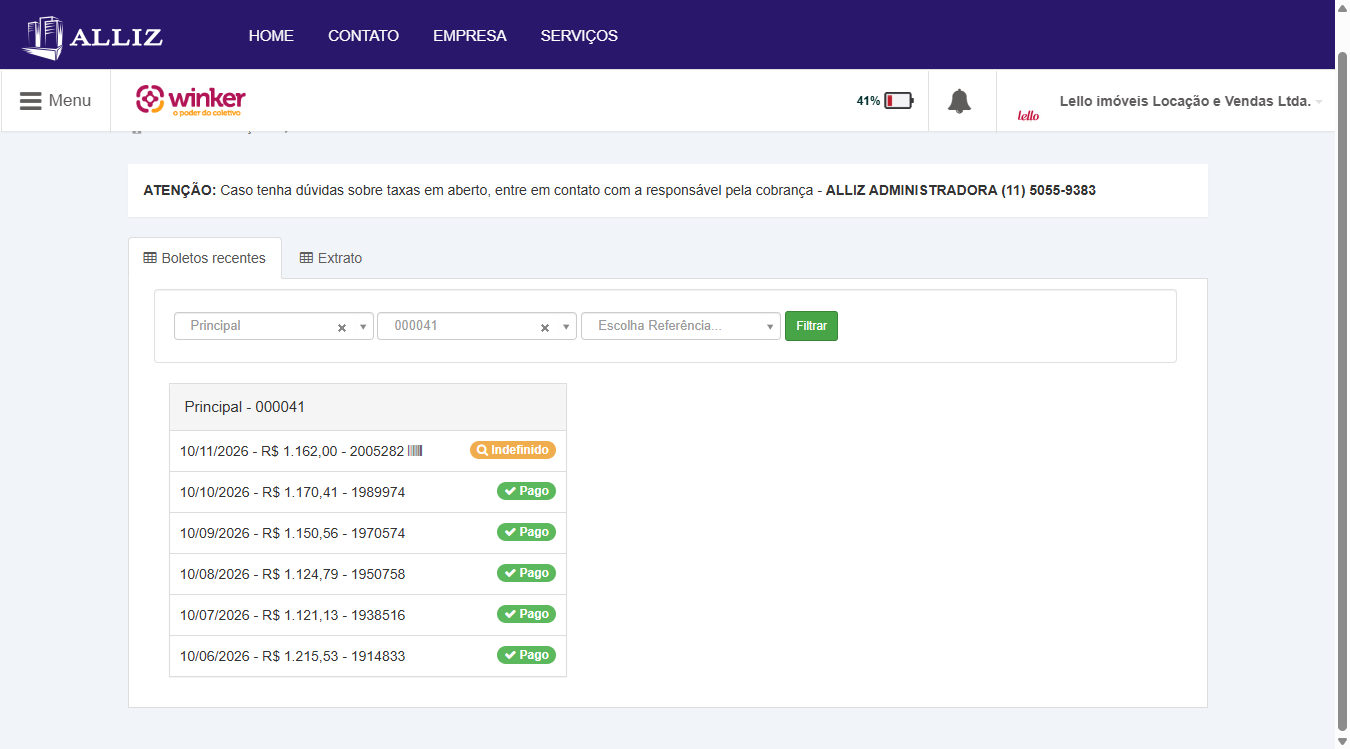 ALLIZ HOME CONTATO EMPRESA SERVIÇOS
Menu winker 41% lello Lello imóveis Locação e Vendas Ltda.
o poder do coletivo
ATENÇÃO: Caso tenha dúvidas sobre taxas em aberto, entre em contato com a responsável pela cobrança - ALLIZ ADMINISTRADORA (11) 5055-9383
Boletos recentes Extrato
Principal × 000041 × Escolha Referência... Filtrar
Principal - 000041
10/11/2026 - R$ 1.162,00 - 2005282 Indefinido
10/10/2026 - R$ 1.170,41 - 1989974 Pago
10/09/2026 - R$ 1.150,56 - 1970574 Pago
10/08/2026 - R$ 1.124,79 - 1950758 Pago
10/07/2026 - R$ 1.121,13 - 1938516 Pago
10/06/2026 - R$ 1.215,53 - 1914833 Pago